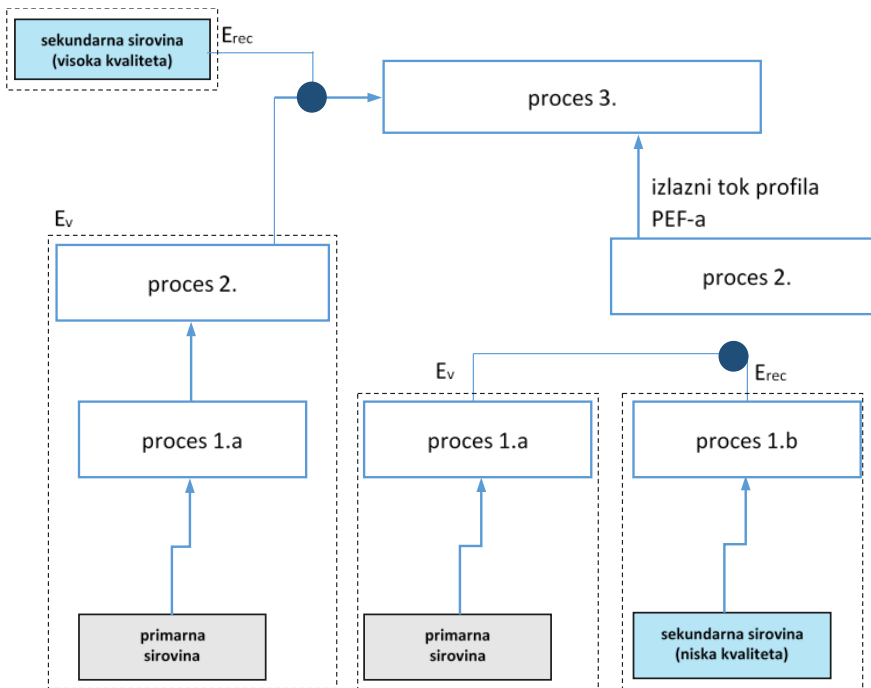 sekundarna sirovina
(visoka kvaliteta)
Erec
proces 3.
izlazni tok profila
PEF-a
Ev
proces 2.
proces 2.
Ev
Erec
proces 1.a
proces 1.a
proces 1.b
primarna
sirovina
primarna
sirovina
sekundarna sirovina
(niska kvaliteta)